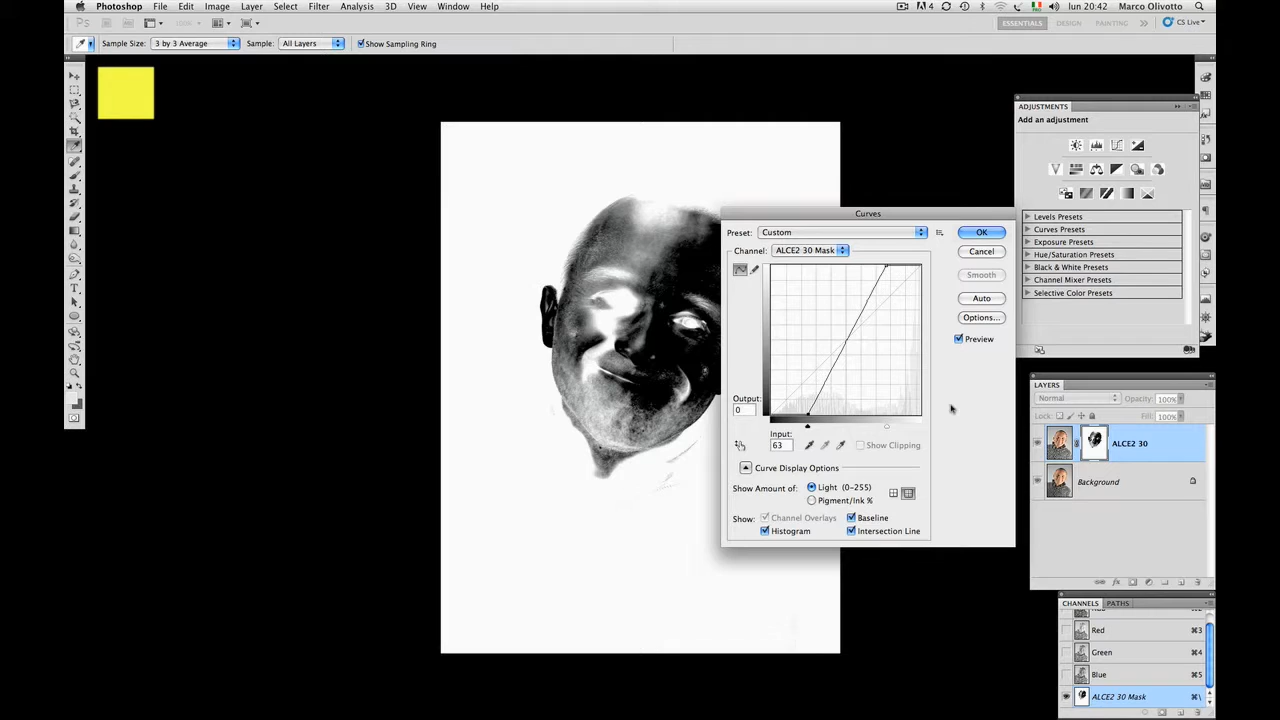 Photoshop File Edit Image Layer Select Filter Analysis 3D View Window Help 4 lun 20:42 Marco Olivotto
Ps 100% ESSENTIALS DESIGN PAINTING CS Live
Sample Size: 3 by 3 Average Sample: All Layers Show Sampling Ring
ADJUSTMENTS
Add an adjustment
Levels Presets
Curves Presets
Exposure Presets
Hue/Saturation Presets
Black & White Presets
Channel Mixer Presets
Selective Color Presets
Curves
Preset: Custom
OK
Channel: ALCE2 30 Mask
Cancel
Smooth
Auto
Options...
Preview
Output:
0
Input:
63
Show Clipping
Curve Display Options
Show Amount of: Light (0-255)
Pigment/Ink %
Show: Channel Overlays Baseline
Histogram Intersection Line
LAYERS
Normal Opacity: 100%
Lock: Fill: 100%
ALCE2 30
Background
CHANNELS PATHS
Red ⌘3
Green ⌘4
Blue ⌘5
ALCE2 30 Mask ⌘\